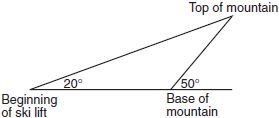 Top of mountain
20°
50°
Beginning
of ski lift
Base of
mountain